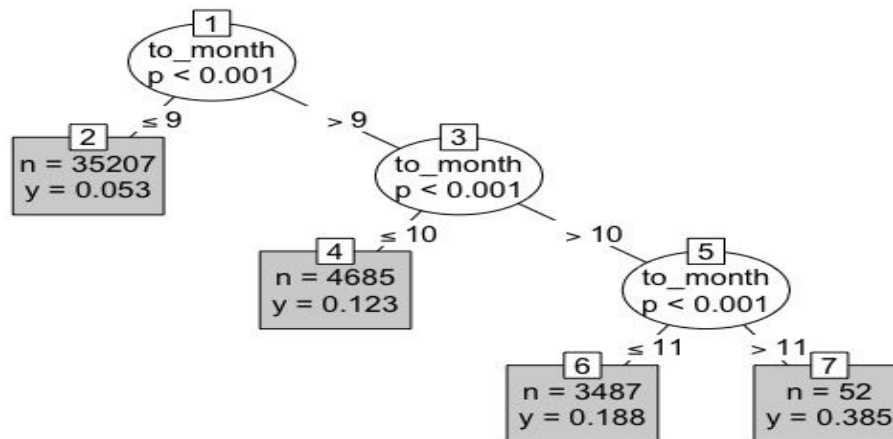 1
to_month
p < 0.001
≤ 9
> 9
2
n = 35207
y = 0.053
3
to_month
p < 0.001
≤ 10
> 10
4
n = 4685
y = 0.123
5
to_month
p < 0.001
≤ 11
> 11
6
n = 3487
y = 0.188
7
n = 52
y = 0.385